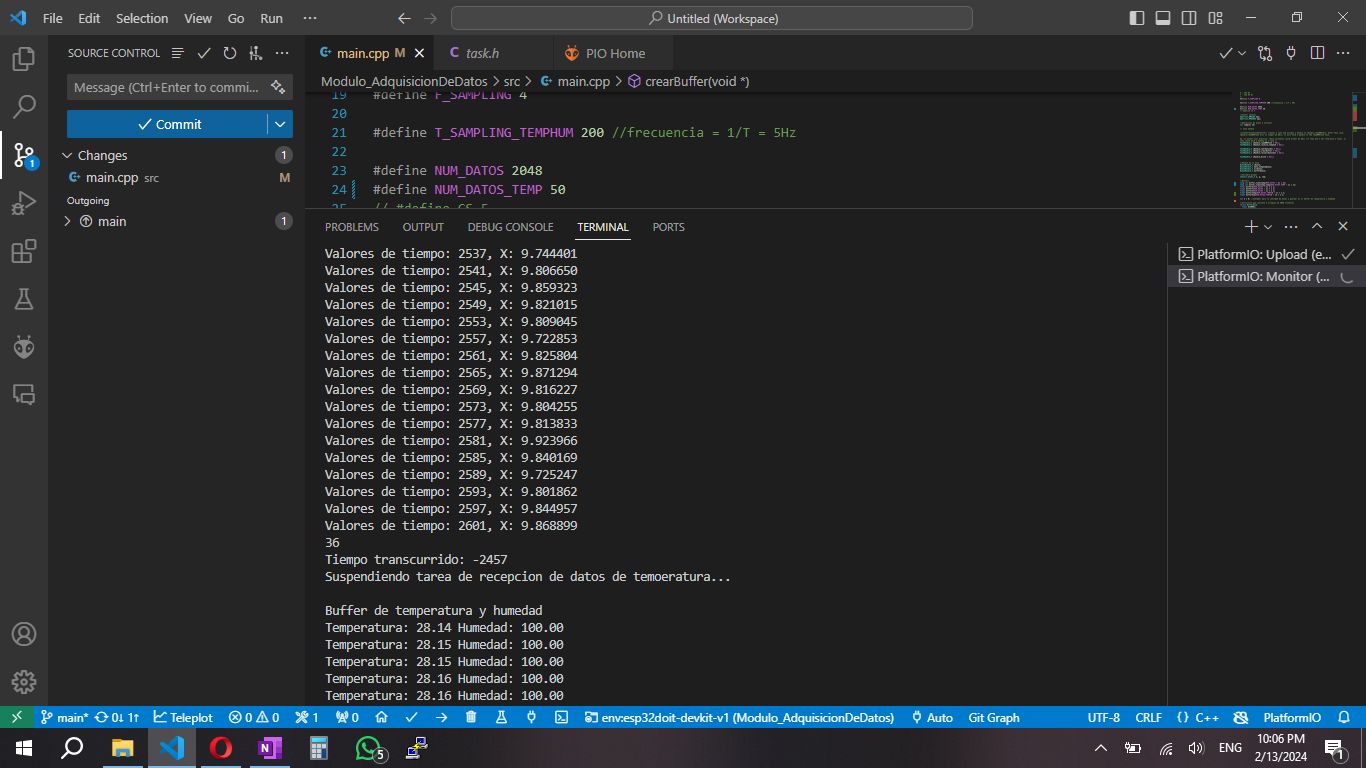 File Edit Selection View Go Run ··· Untitled (Workspace)
SOURCE CONTROL
Message (Ctrl+Enter to commi...
Commit
Changes 1
main.cpp src M
Outgoing
main 1
1
main.cpp M task.h PIO Home
Modulo_AdquisicionDeDatos > src > main.cpp > crearBuffer(void *)
19 #define F_SAMPLING 4
20
21 #define T_SAMPLING_TEMPHUM 200 //frecuencia = 1/T = 5Hz
22
23 #define NUM_DATOS 2048
24 #define NUM_DATOS_TEMP 50
25 // #define CS 5
PROBLEMS OUTPUT DEBUG CONSOLE TERMINAL PORTS
Valores de tiempo: 2537, X: 9.744401
Valores de tiempo: 2541, X: 9.806650
Valores de tiempo: 2545, X: 9.859323
Valores de tiempo: 2549, X: 9.821015
Valores de tiempo: 2553, X: 9.809045
Valores de tiempo: 2557, X: 9.722853
Valores de tiempo: 2561, X: 9.825804
Valores de tiempo: 2565, X: 9.871294
Valores de tiempo: 2569, X: 9.816227
Valores de tiempo: 2573, X: 9.804255
Valores de tiempo: 2577, X: 9.813833
Valores de tiempo: 2581, X: 9.923966
Valores de tiempo: 2585, X: 9.840169
Valores de tiempo: 2589, X: 9.725247
Valores de tiempo: 2593, X: 9.801862
Valores de tiempo: 2597, X: 9.844957
Valores de tiempo: 2601, X: 9.868899
36
Tiempo transcurrido: -2457
Suspendiendo tarea de recepcion de datos de temoeratura...
Buffer de temperatura y humedad
Temperatura: 28.14 Humedad: 100.00
Temperatura: 28.15 Humedad: 100.00
Temperatura: 28.15 Humedad: 100.00
Temperatura: 28.16 Humedad: 100.00
Temperatura: 28.16 Humedad: 100.00
PlatformIO: Upload (e...
PlatformIO: Monitor (...
main* 0↓ 1↑ Teleplot 0 0 1 0 env:esp32doit-devkit-v1 (Modulo_AdquisicionDeDatos) Auto Git Graph UTF-8 CRLF {} C++ PlatformIO
5 ENG 10:06 PM
2/13/2024 1